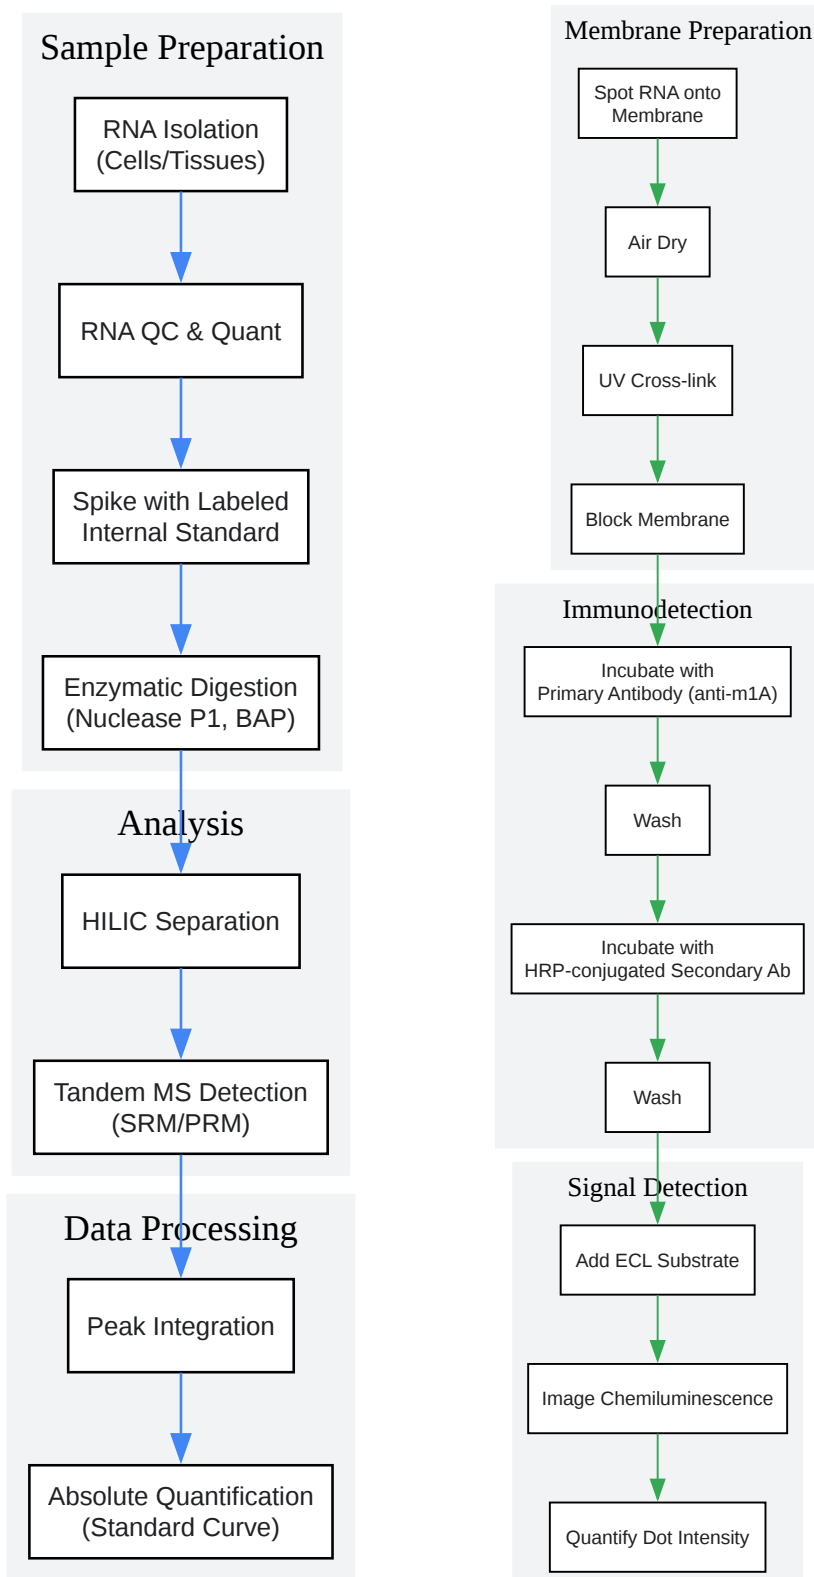 Sample Preparation
RNA Isolation
(Cells/Tissues)
RNA QC & Quant
Spike with Labeled
Internal Standard
Enzymatic Digestion
(Nuclease P1, BAP)
Analysis
HILIC Separation
Tandem MS Detection
(SRM/PRM)
Data Processing
Peak Integration
Absolute Quantification
(Standard Curve)
Membrane Preparation
Spot RNA onto
Membrane
Air Dry
UV Cross-link
Block Membrane
Immunodetection
Incubate with
Primary Antibody (anti-m1A)
Wash
Incubate with
HRP-conjugated Secondary Ab
Wash
Signal Detection
Add ECL Substrate
Image Chemiluminescence
Quantify Dot Intensity